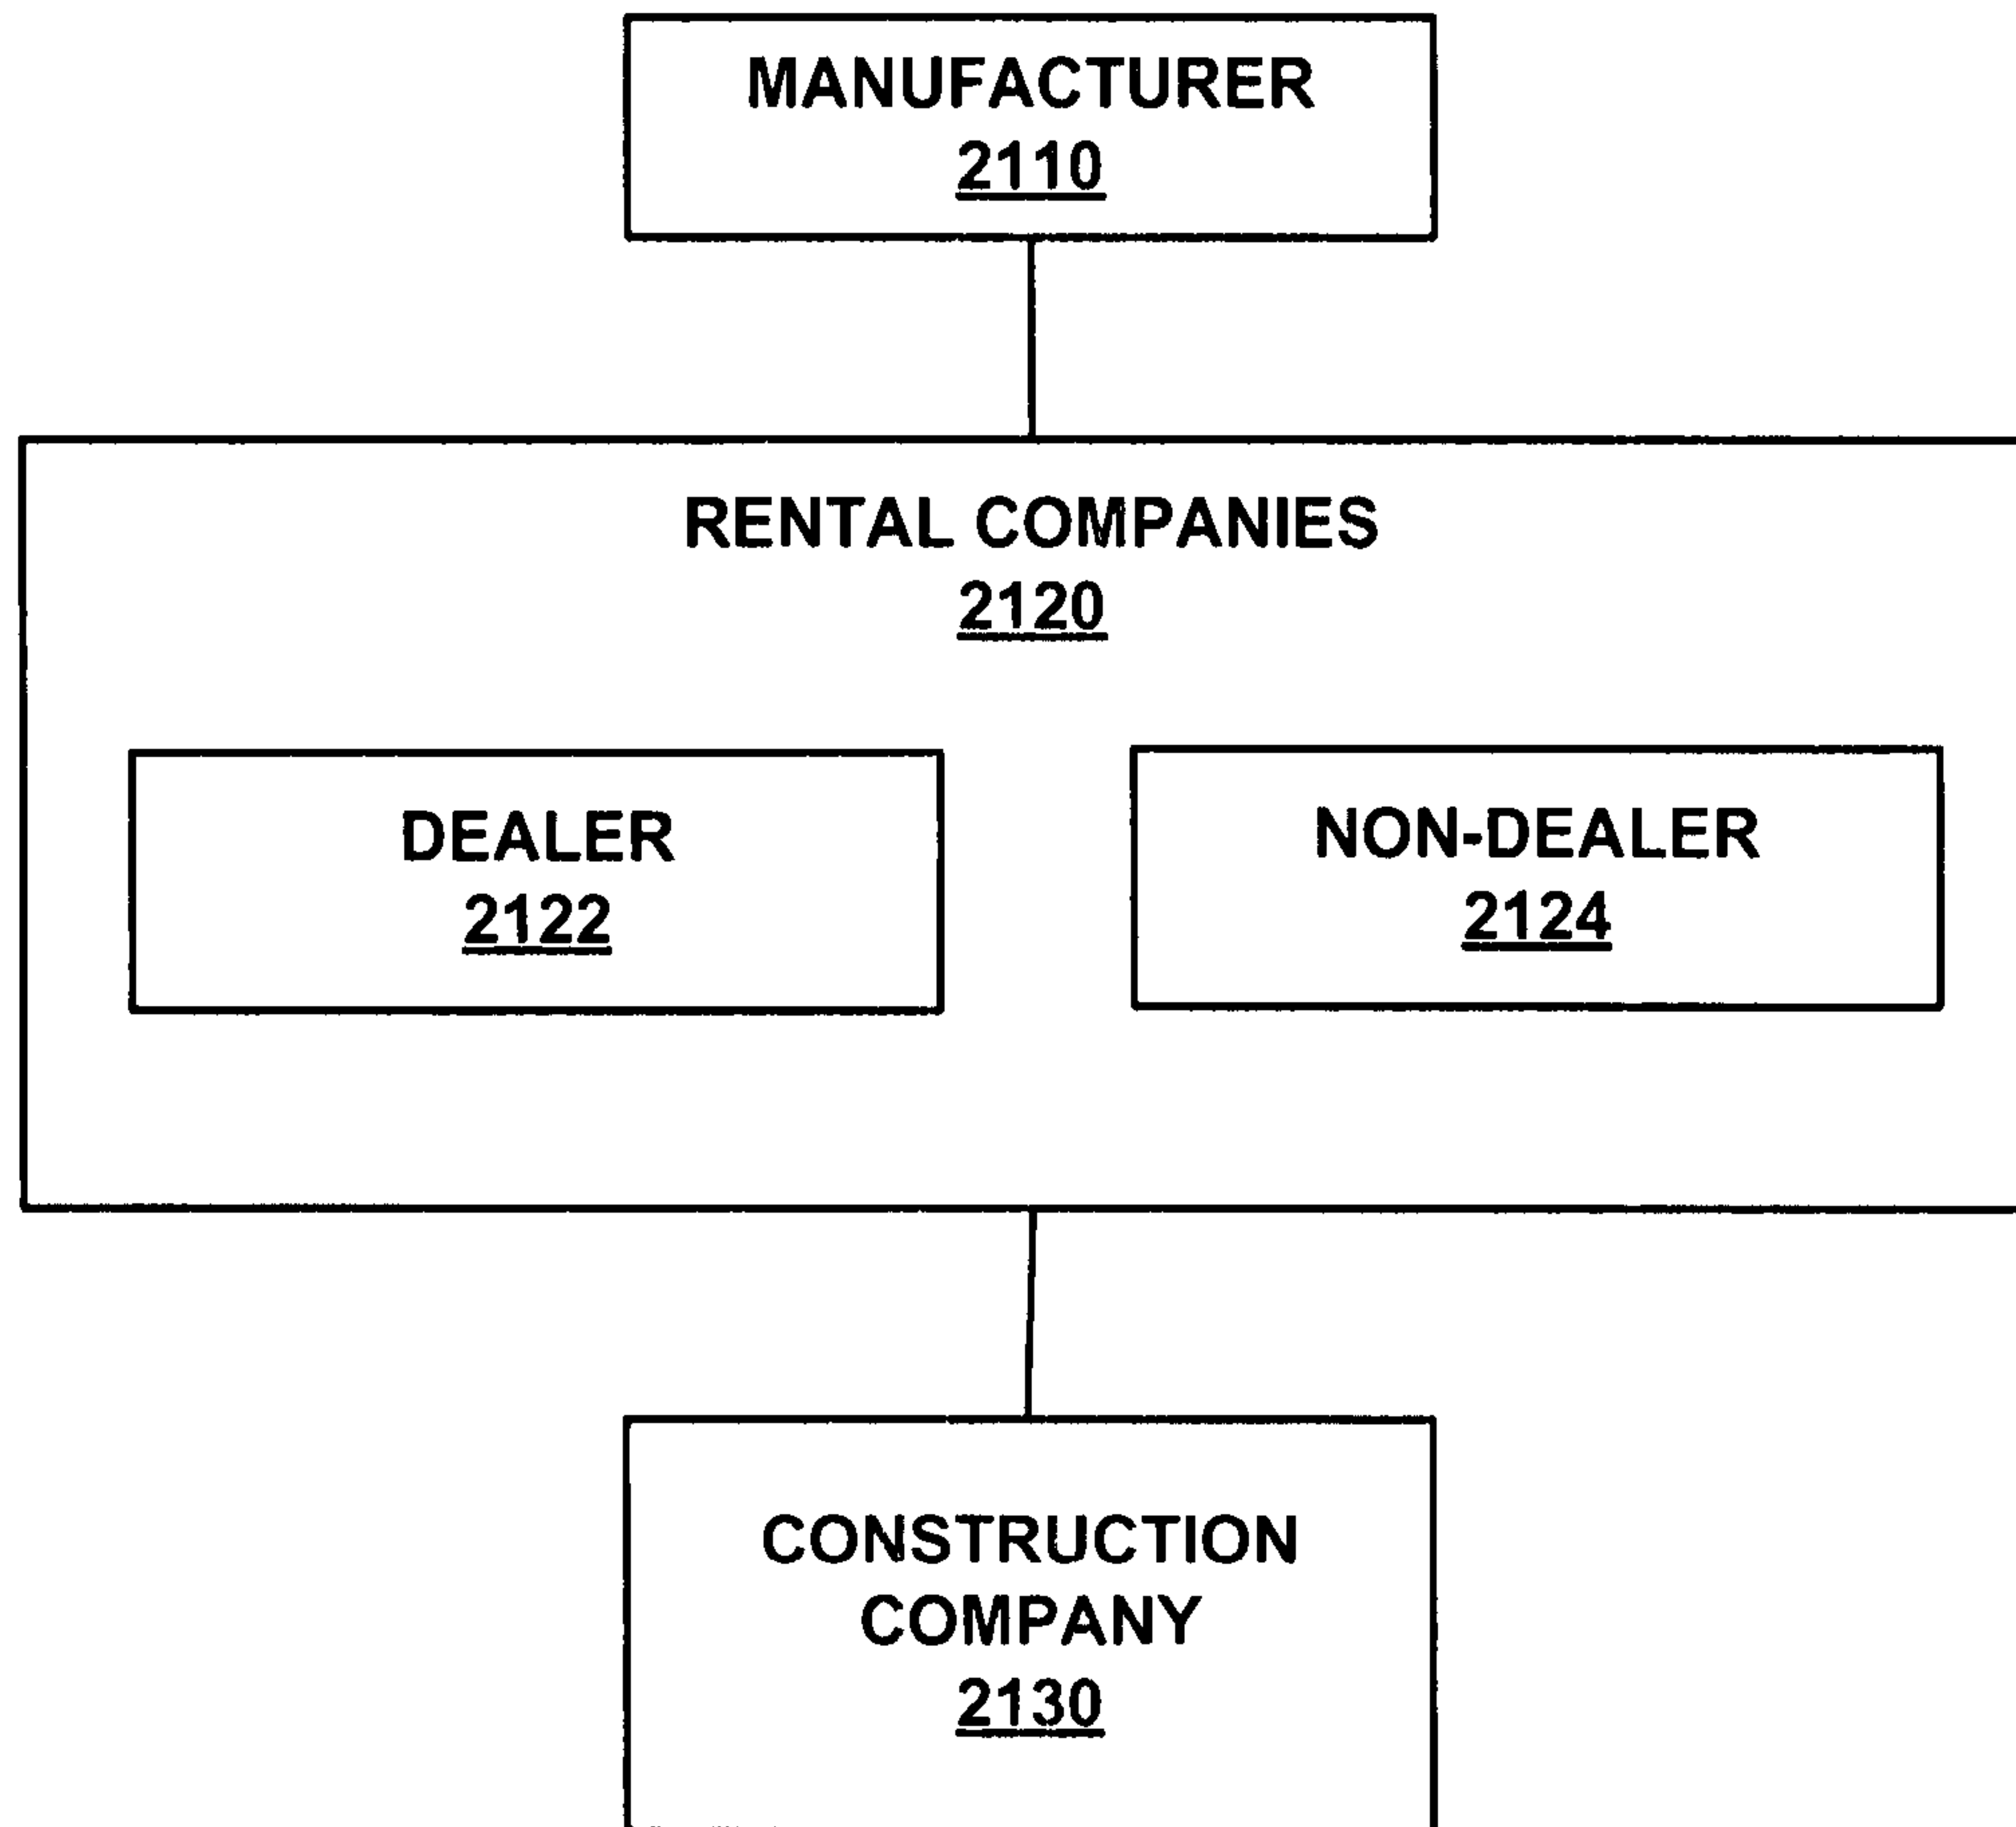 MANUFACTURER
2110
RENTAL COMPANIES
2120
DEALER
2122
NON-DEALER
2124
CONSTRUCTION
COMPANY
2130